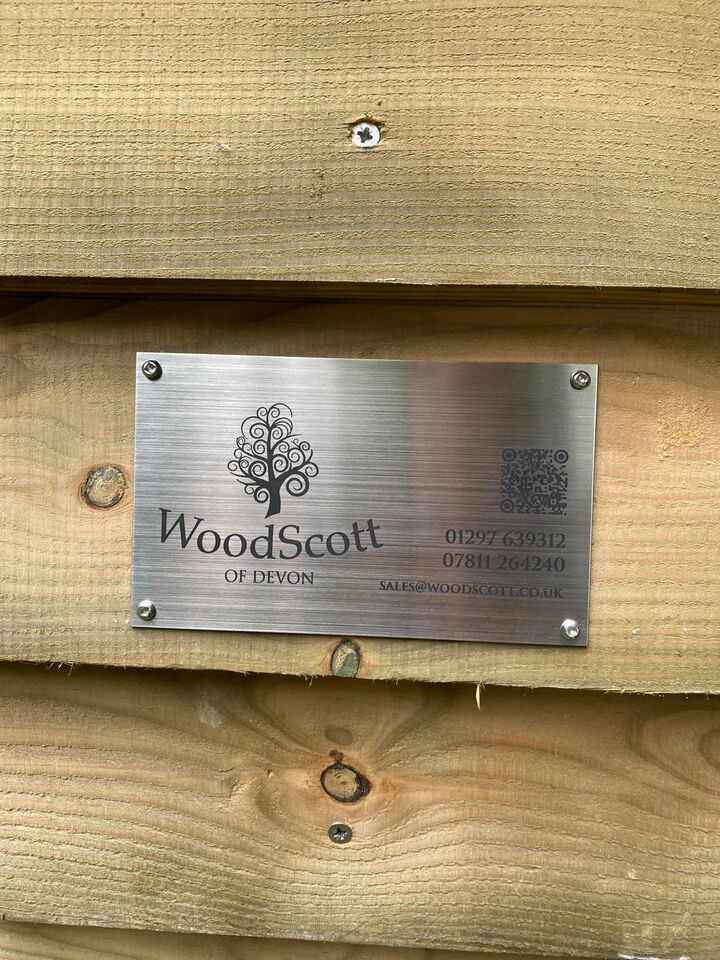 WoodScott
OF DEVON
01297 639312
07811 264240
SALES@WOODSCOTT.CO.UK